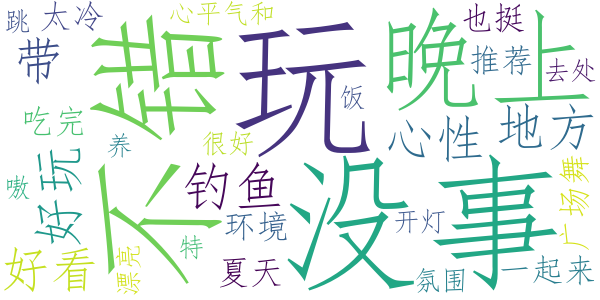 跳
太冷
心平气和
也挺
带
不错
玩
晚上
推荐
去处
饭
吃完
养
很好
心性
地方
好玩
嗷
钓鱼
没事
广场舞
环境
开灯
特
好看
漂亮
夏天
氛围
一起来